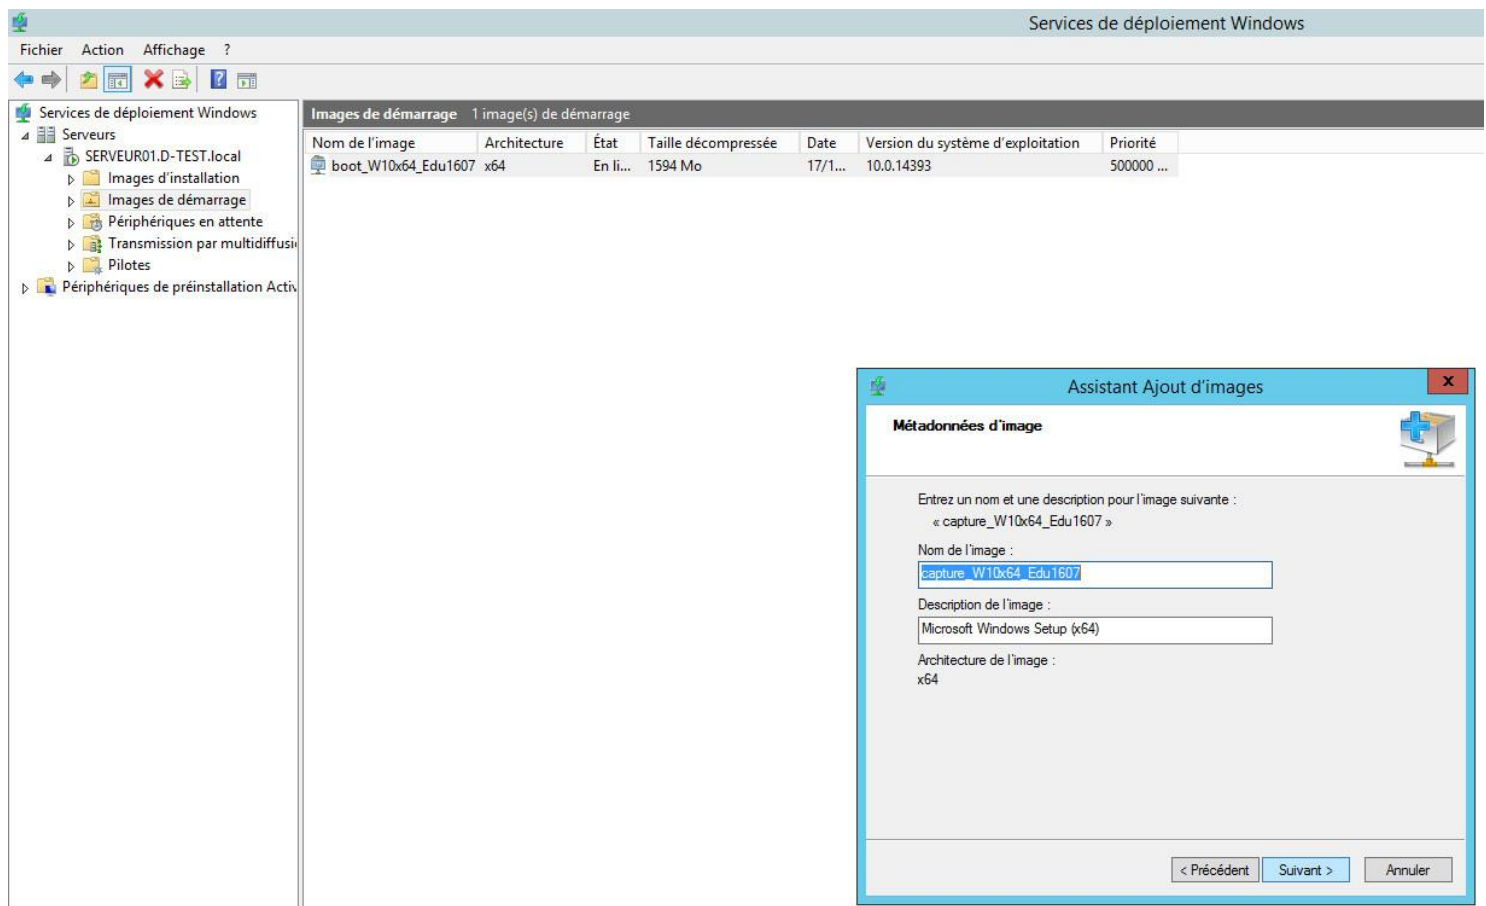 Services de déploiement Windows
Fichier Action Affichage ?
Services de déploiement Windows
Serveurs
SERVEUR01.D-TEST.local
Images d'installation
Images de démarrage
Périphériques en attente
Transmission par multidiffusi
Pilotes
Périphériques de préinstallation Activ
Images de démarrage 1 image(s) de démarrage
Nom de l'image Architecture État Taille décompressée Date Version du système d'exploitation Priorité
boot_W10x64_Edu1607 x64 En li... 1594 Mo 17/1... 10.0.14393 500000 ...
Assistant Ajout d'images
x
Métadonnées d'image
Entrez un nom et une description pour l'image suivante :
« capture_W10x64_Edu1607 »
Nom de l'image :
capture_W10x64_Edu1607
Description de l'image :
Microsoft Windows Setup (x64)
Architecture de l'image :
x64
< Précédent Suivant > Annuler